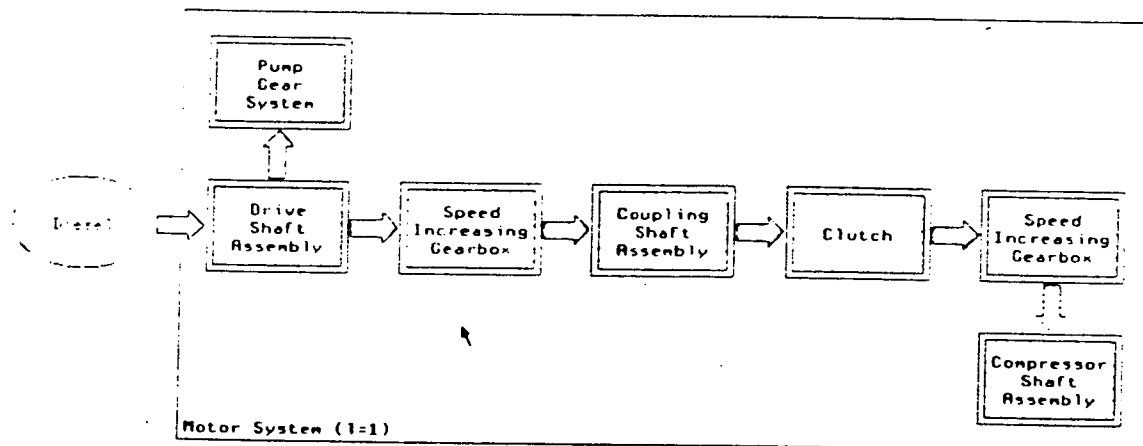 Pump
Gear
System
Diesel
Drive
Shaft
Assembly
Speed
Increasing
Gearbox
Coupling
Shaft
Assembly
Clutch
Speed
Increasing
Gearbox
Compressor
Shaft
Assembly
Motor System (1=1)